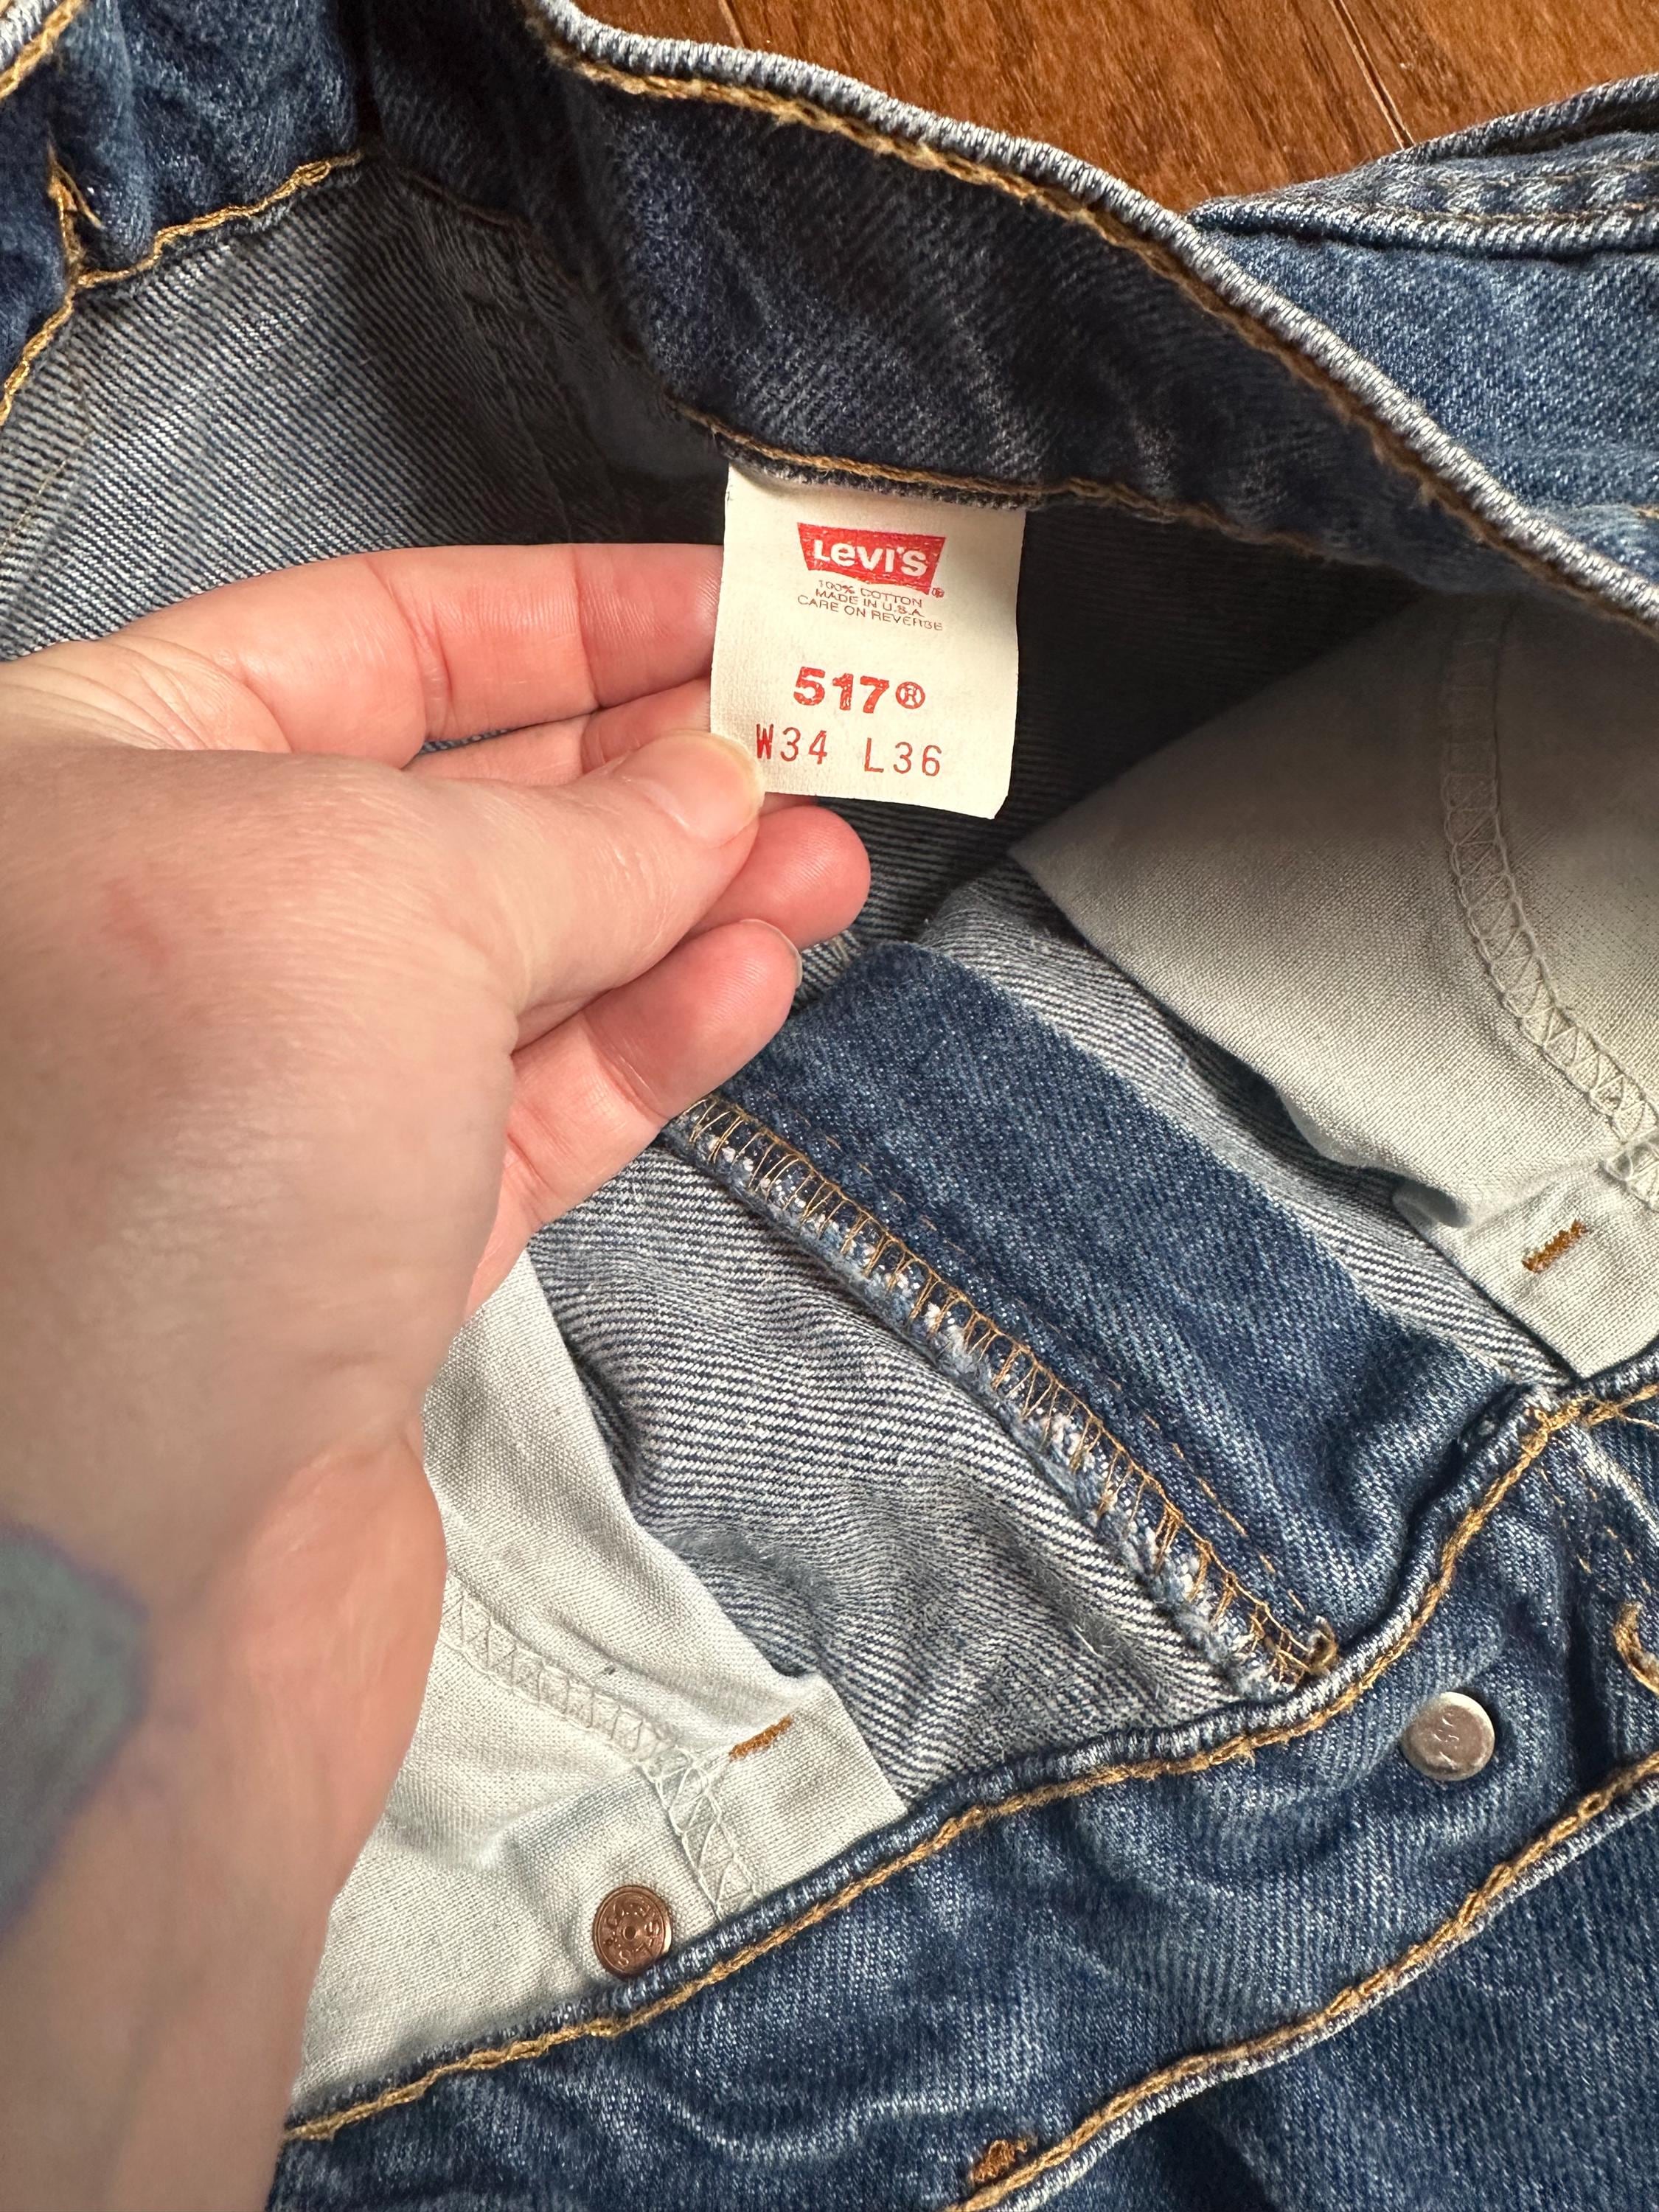 LEVI'S
®
100% COTTON
MADE IN U.S.A.
CARE ON REVERSE
517®
W34 L36